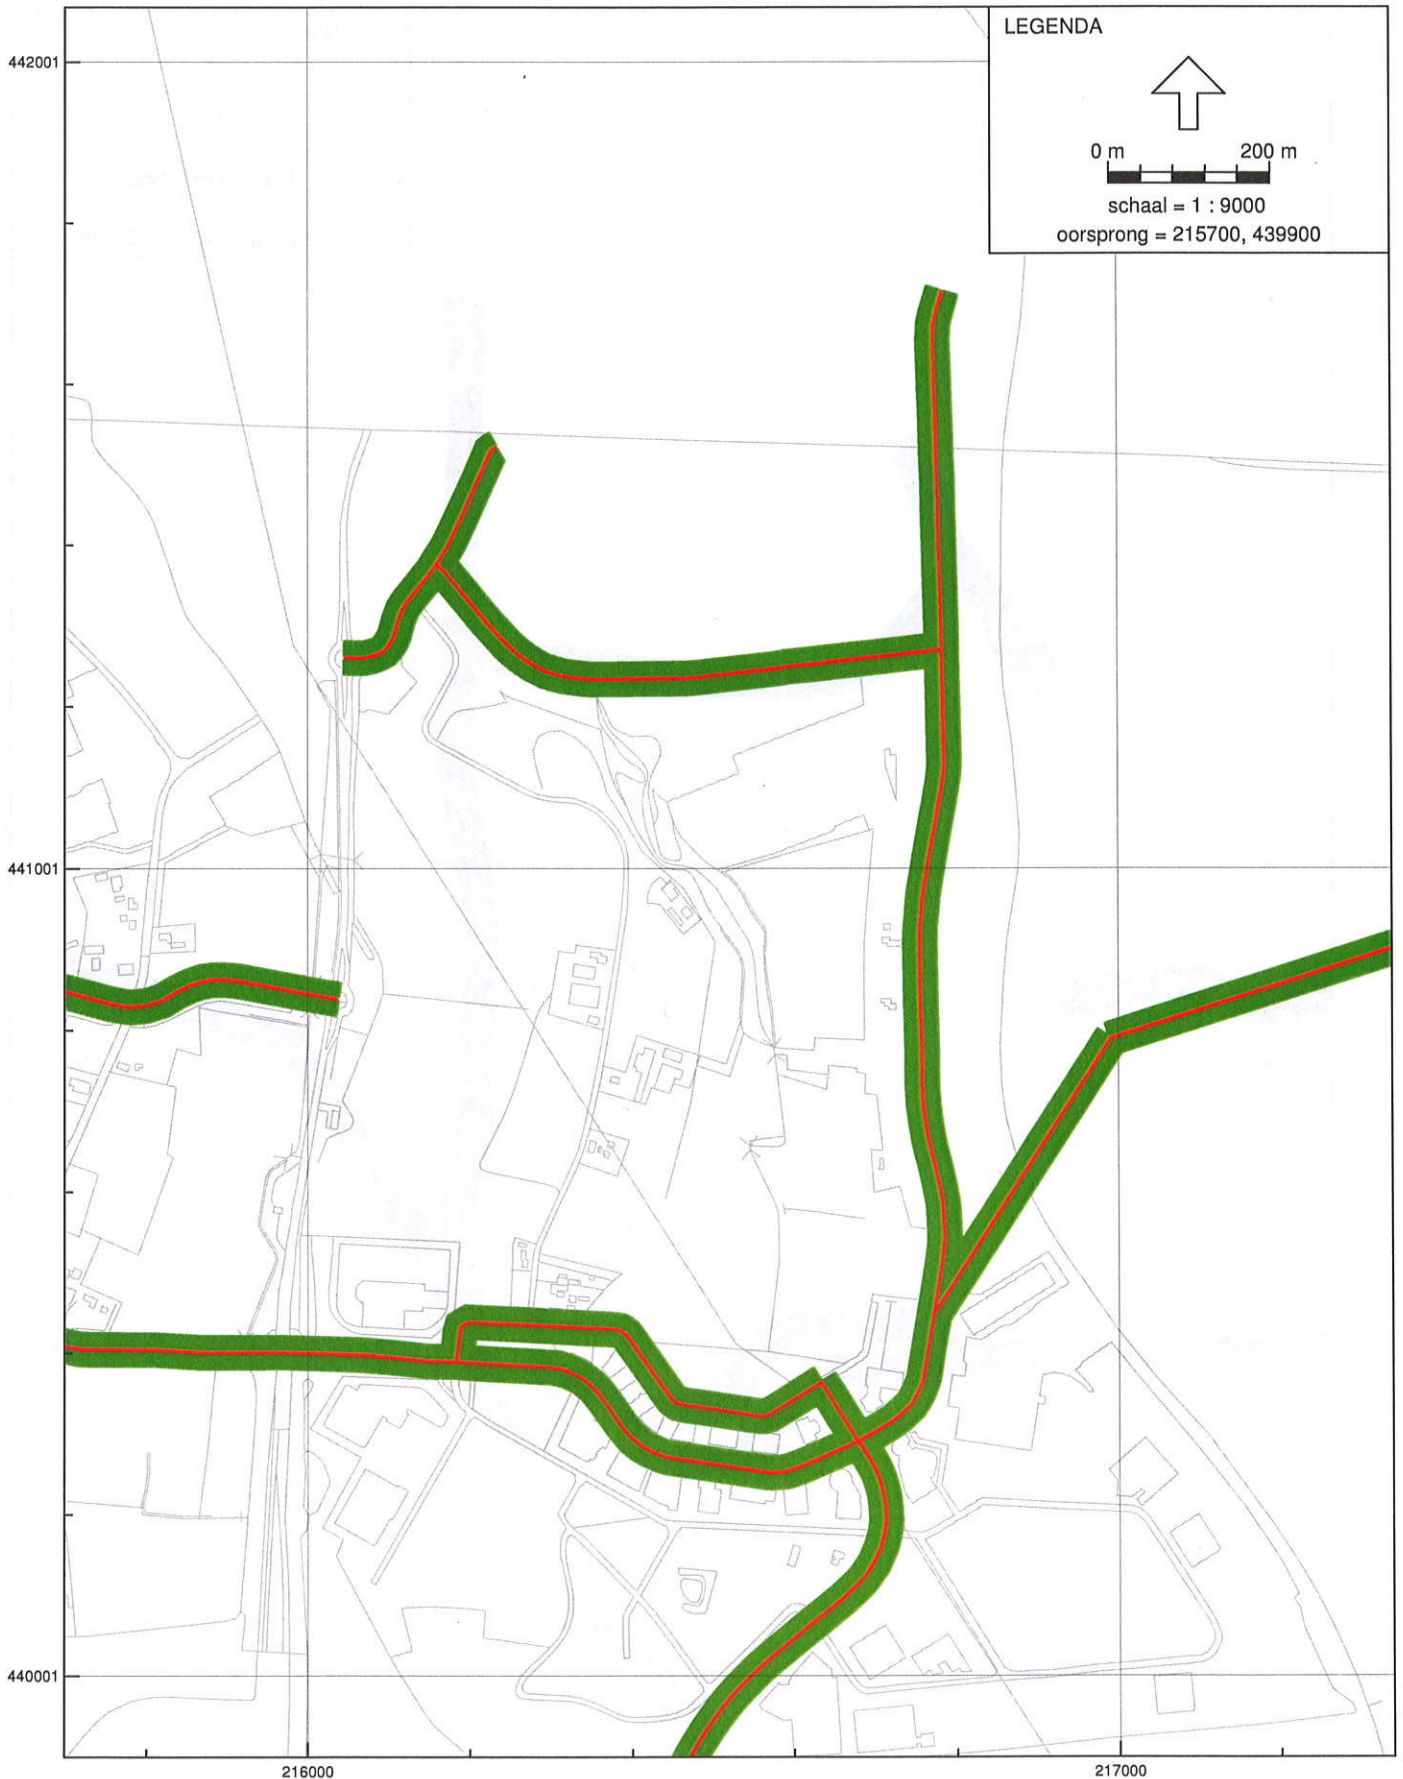 LEGENDA
442001
0 m 200 m
schaal = 1 : 9000
oorsprong = 215700, 439900
441001
440001
216000 217000